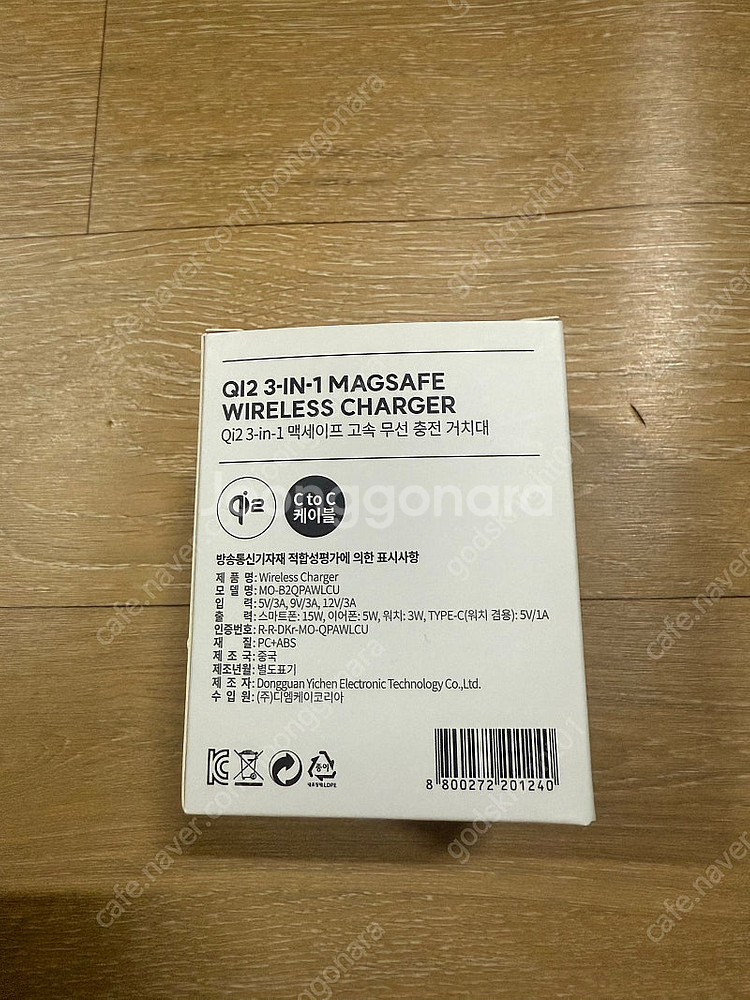 QI2 3-IN-1 MAGSAFE
WIRELESS CHARGER
Qi2 3-in-1 맥세이프 고속 무선 충전 거치대
qi2
C to C
케이블
Joonggonara
방송통신기자재 적합성평가에 의한 표시사항
제 품 명: Wireless Charger
모 델 명: MO-B2QPAWLCU
입 력: 5V/3A, 9V/3A, 12V/3A
출 력: 스마트폰: 15W, 이어폰: 5W, 워치: 3W, TYPE-C(워치 겸용): 5V/1A
인증번호: R-R-DKr-MO-QPAWLCU
재 질: PC+ABS
제 조 국: 중국
제조년월: 별도표기
제 조 자: Dongguan Yichen Electronic Technology Co.,Ltd.
수 입 원: (주)디엠케이코리아
종이
8 800272 201240
cafe.naver.com/joonggonara
godsknight01